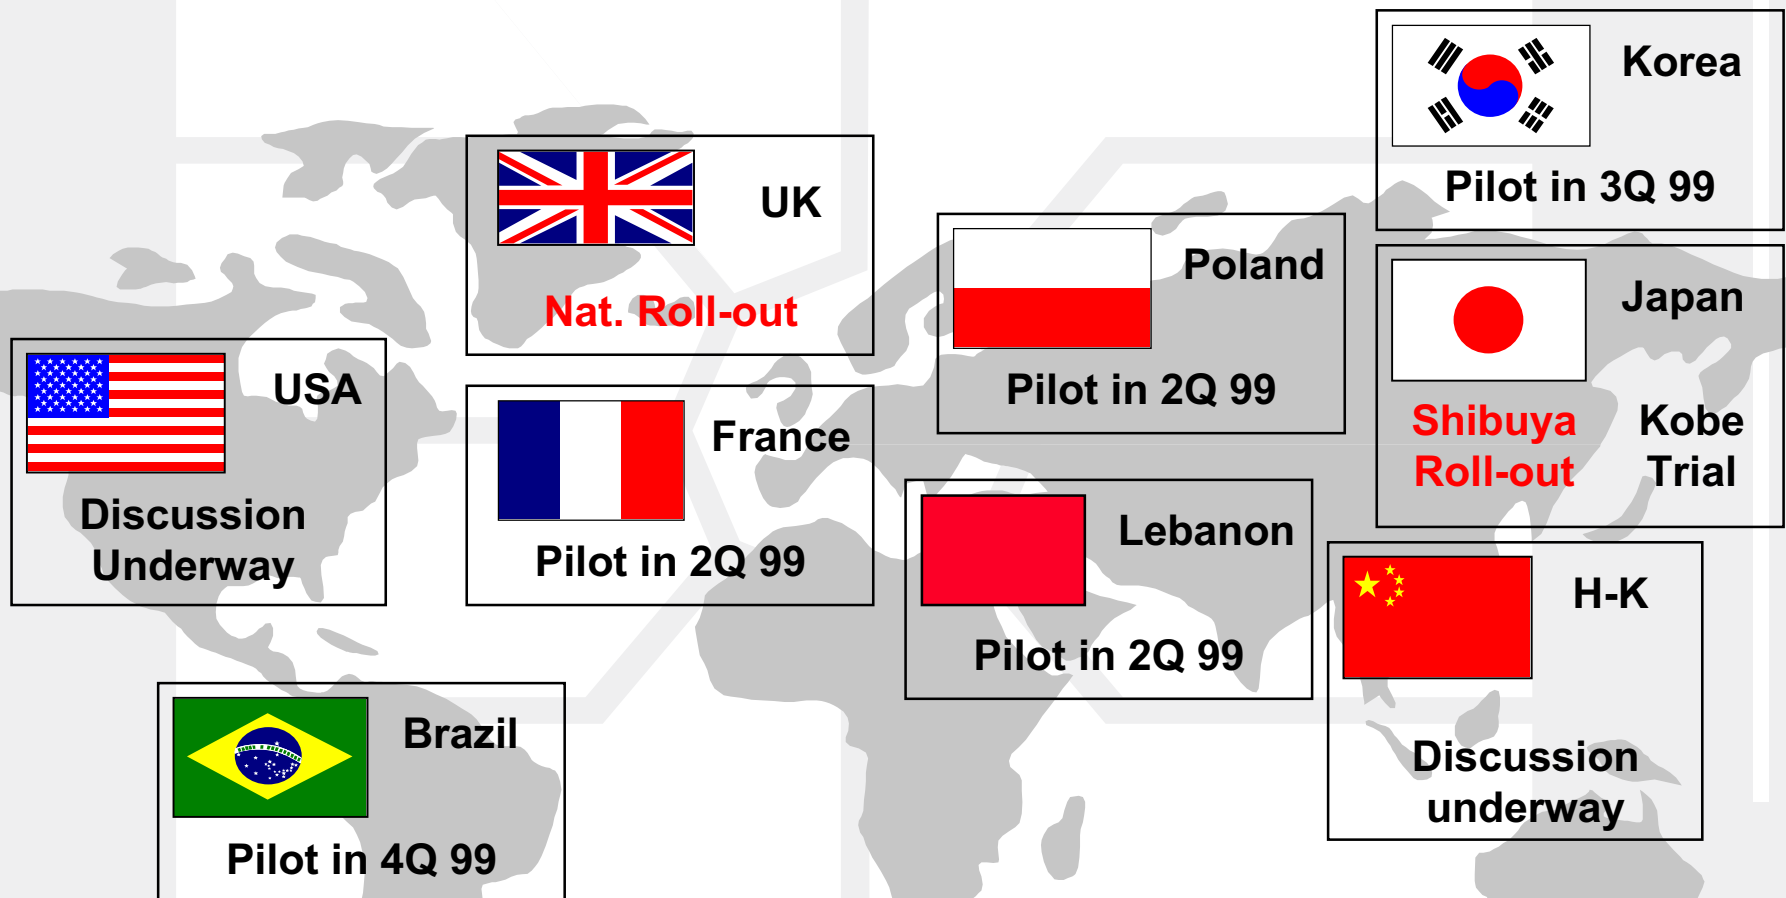 Korea
Pilot in 3Q 99
UK
Nat. Roll-out
Poland
Pilot in 2Q 99
Japan
Shibuya
Roll-out
Kobe
Trial
USA
Discussion
Underway
France
Pilot in 2Q 99
Lebanon
Pilot in 2Q 99
H-K
Discussion
underway
Brazil
Pilot in 4Q 99